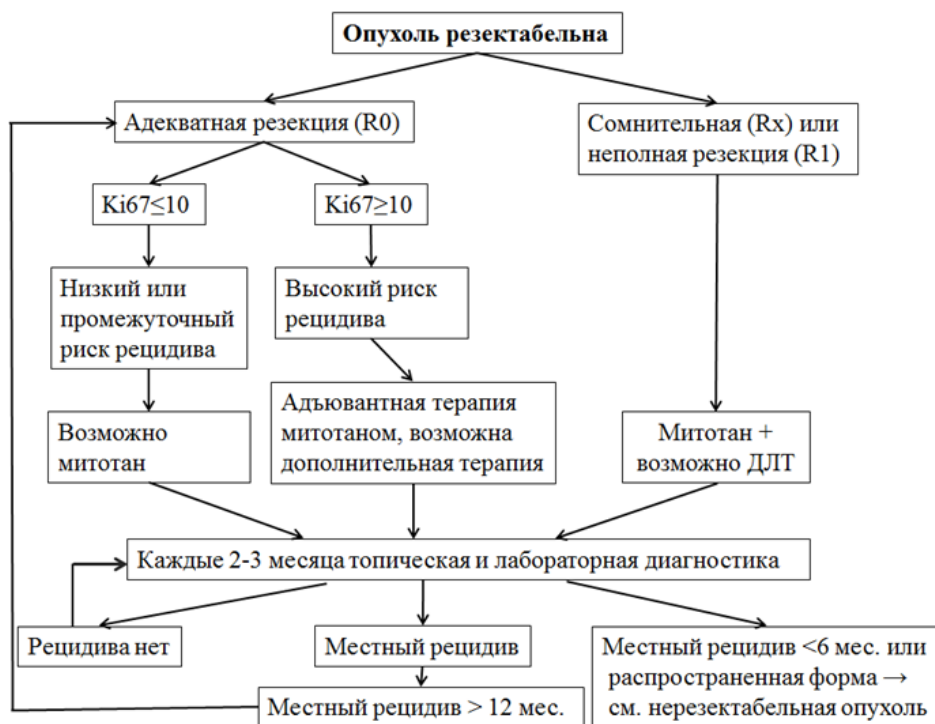 Опухоль резектабельна
Адекватная резекция (R0)
Сомнительная (Rx) или
неполная резекция (R1)
Ki67≤10
Ki67≥10
Низкий или
промежуточный
риск рецидива
Высокий риск
рецидива
Возможно
митотан
Адъювантная терапия
митотаном, возможна
дополнительная терапия
Митотан +
возможно ДЛТ
Каждые 2-3 месяца топическая и лабораторная диагностика
Рецидива нет
Местный рецидив
Местный рецидив <6 мес. или
распространенная форма →
см. нерезектабельная опухоль
Местный рецидив > 12 мес.